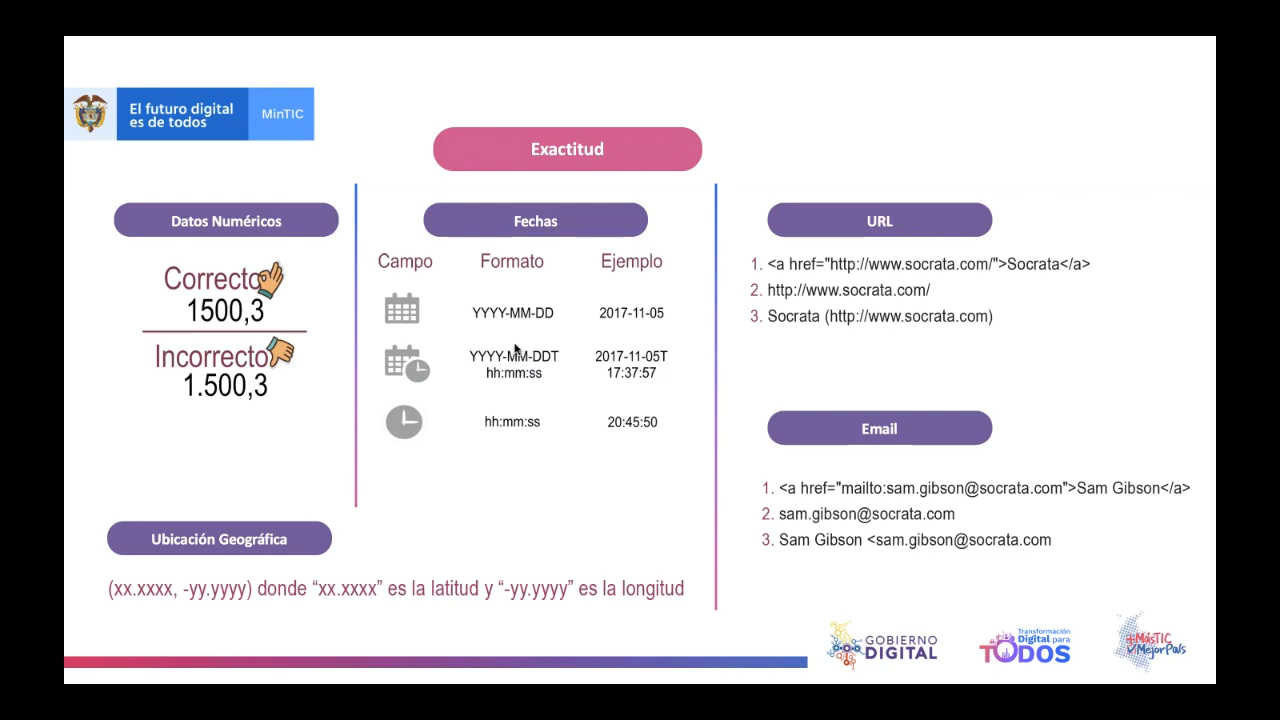 El futuro digital
es de todos
MinTIC
Exactitud
Datos Numéricos
Correcto
1500,3
Incorrecto
1.500,3
Fechas
Campo Formato Ejemplo
YYYY-MM-DD 2017-11-05
YYYY-MM-DDT 2017-11-05T
hh:mm:ss 17:37:57
hh:mm:ss 20:45:50
URL
1. <a href="http://www.socrata.com/">Socrata</a>
2. http://www.socrata.com/
3. Socrata (http://www.socrata.com)
Email
1. <a href="mailto:sam.gibson@socrata.com">Sam Gibson</a>
2. sam.gibson@socrata.com
3. Sam Gibson <sam.gibson@socrata.com
Ubicación Geográfica
(xx.xxxx, -yy.yyyy) donde “xx.xxxx” es la latitud y “-yy.yyyy” es la longitud
GOBIERNO
DIGITAL
Transformación
Digital para
TODOS
+MásTIC
MejorPaís